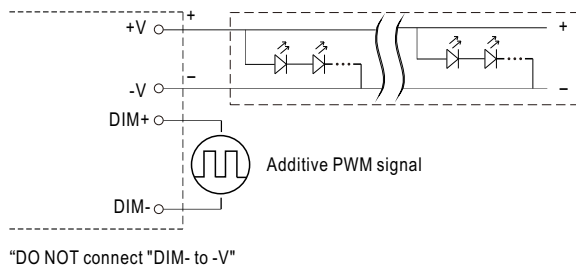 +V
+
-V
−
+
−
DIM+
Additive PWM signal
DIM-
“DO NOT connect "DIM- to -V"